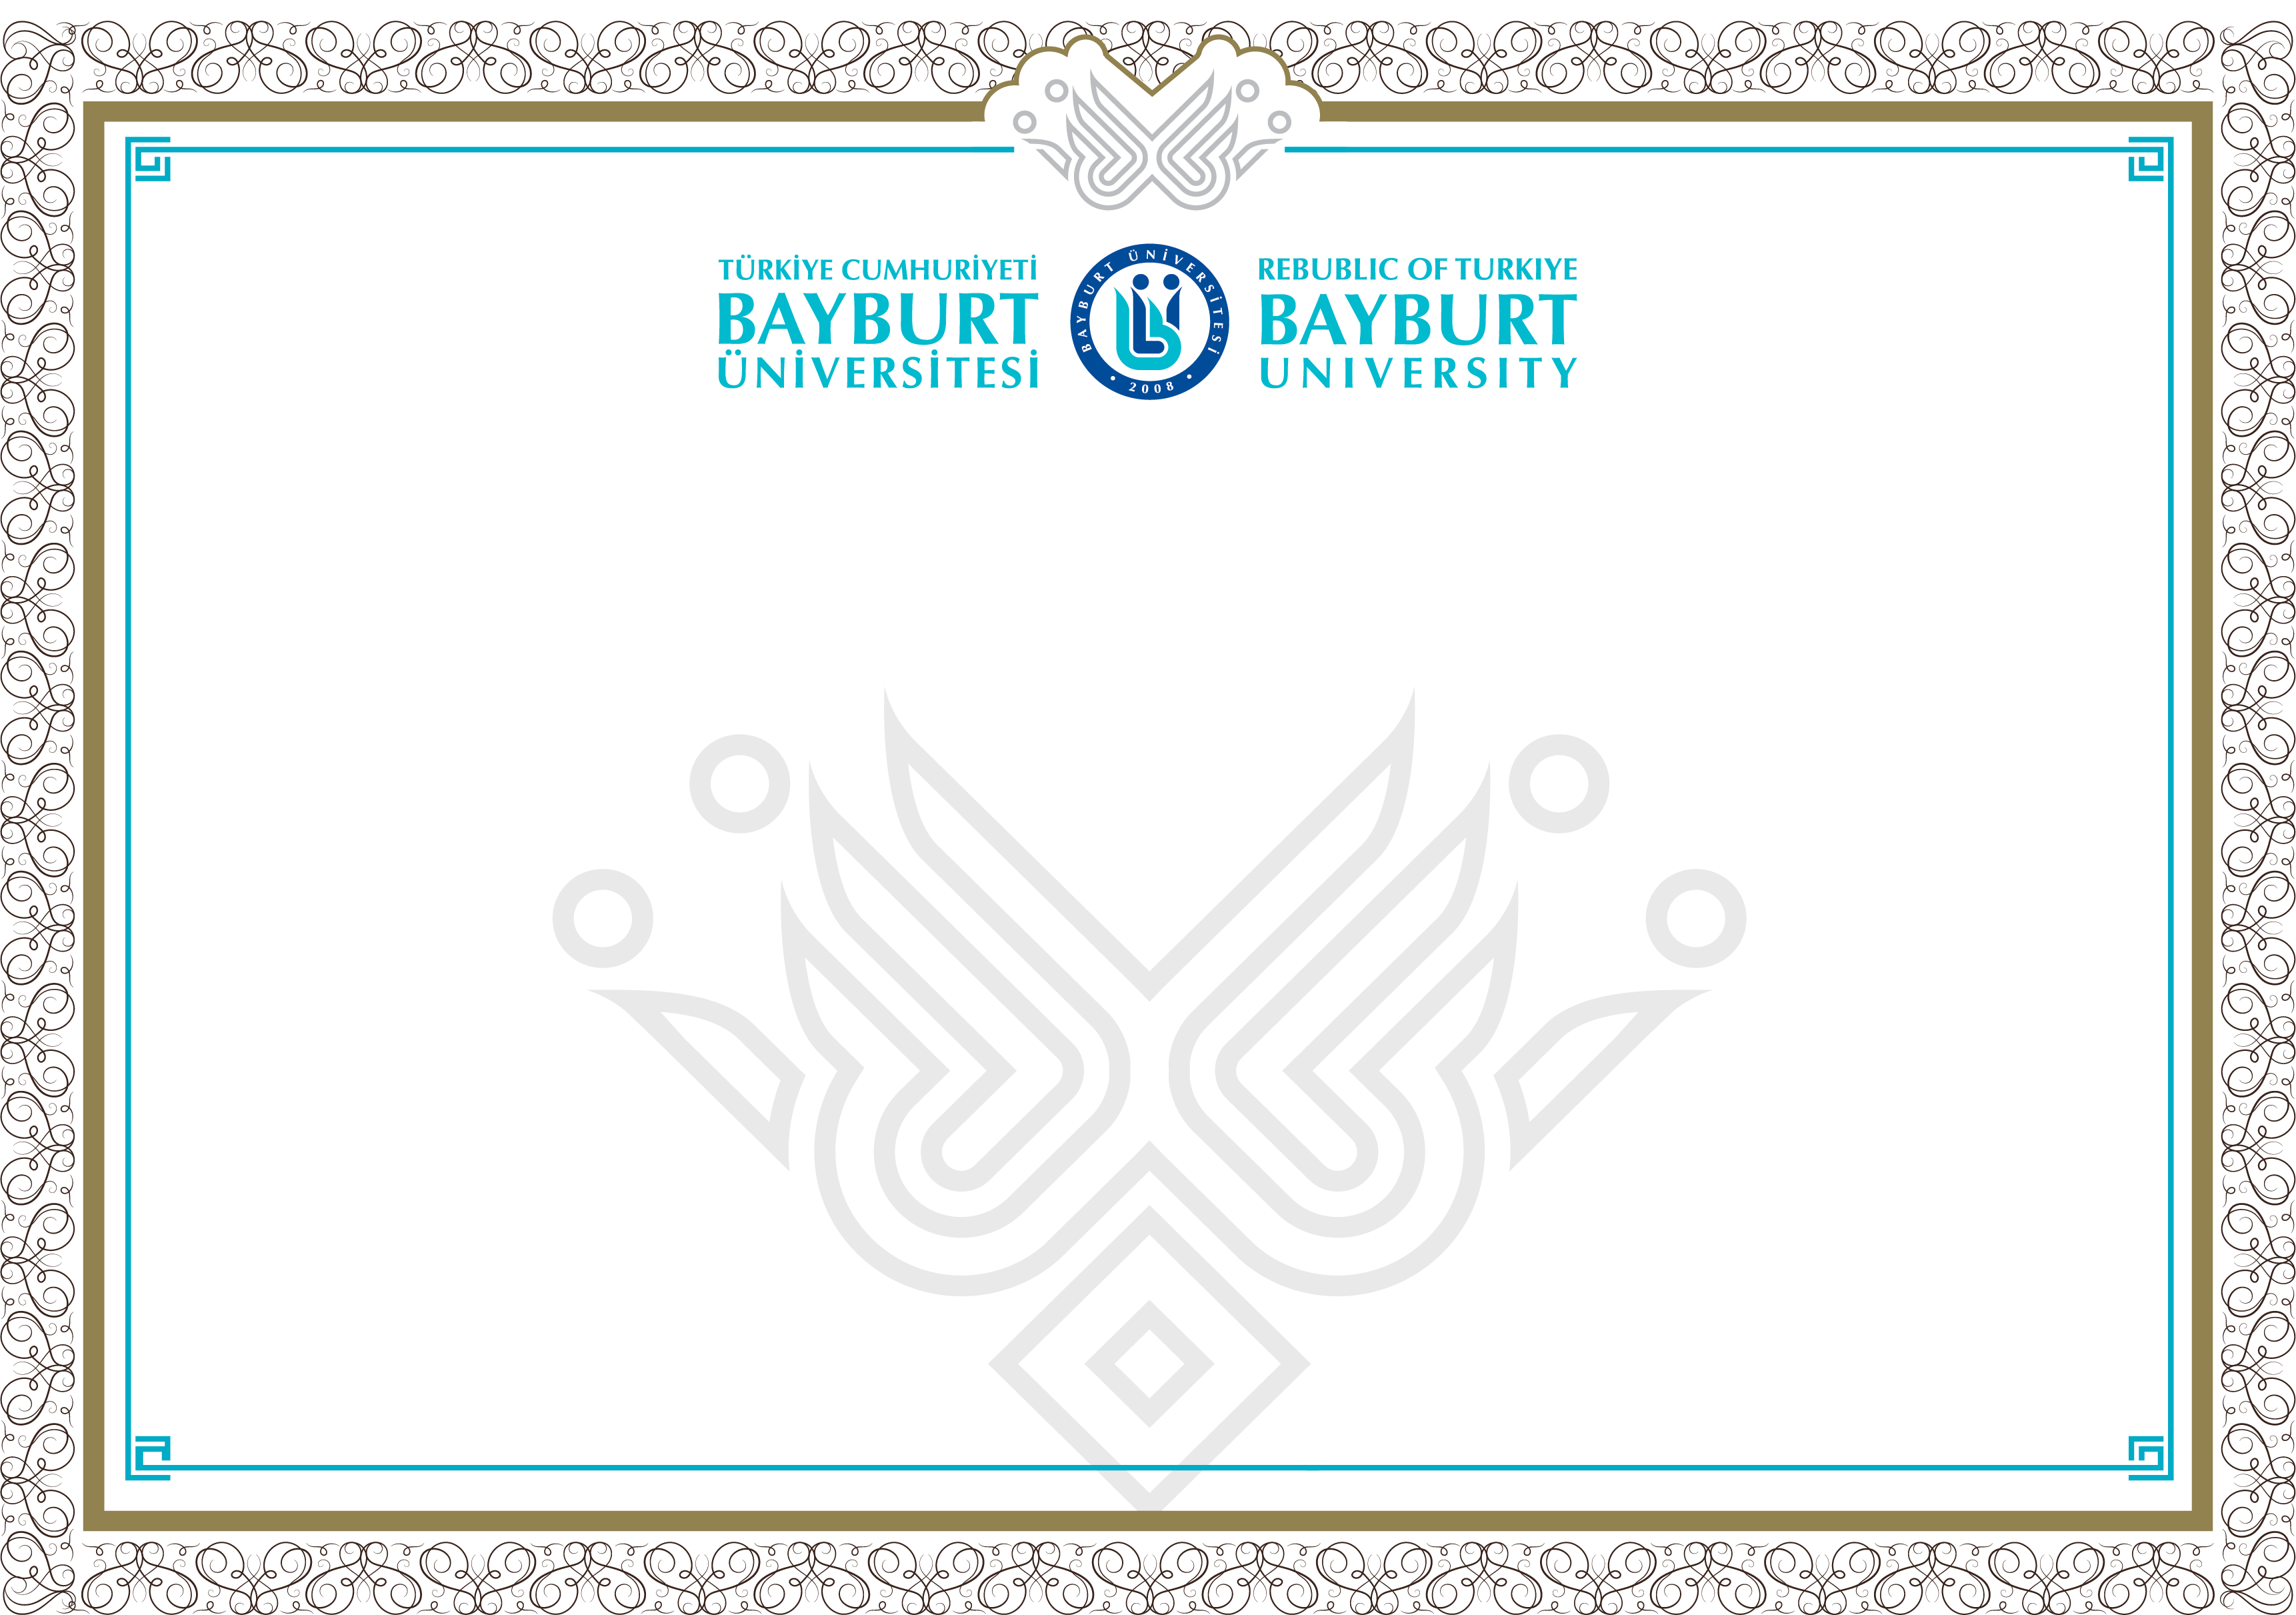 TÜRKİYE CUMHURİYETİ
BAYBURT
ÜNİVERSİTESİ
BAYBURT ÜNİVERSİTESİ
• 2008 •
REBUBLIC OF TURKIYE
BAYBURT
UNIVERSITY